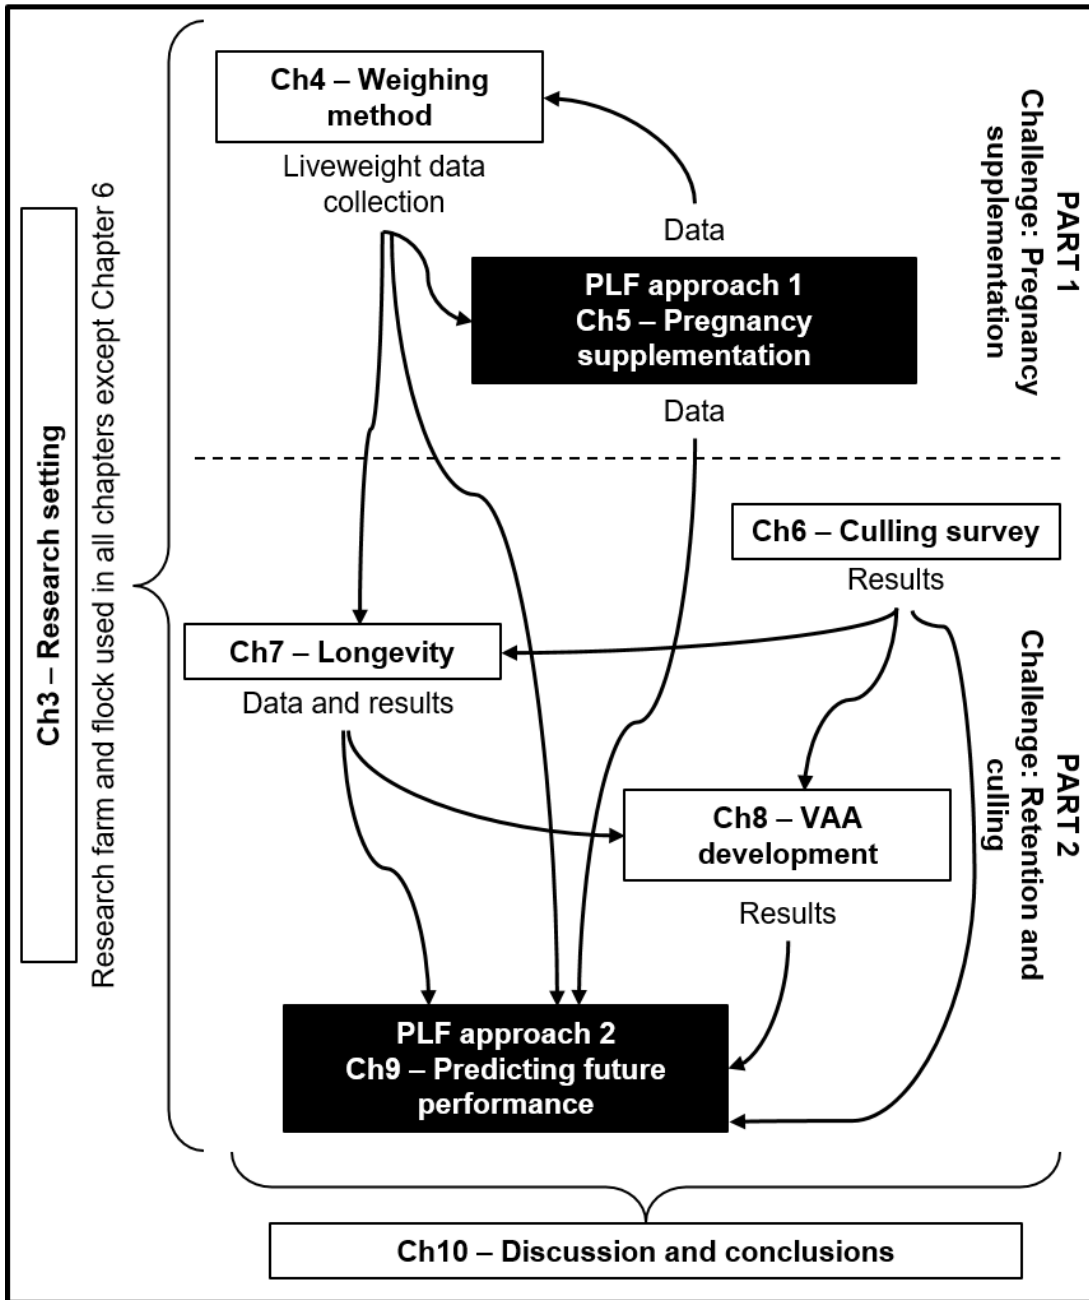 Ch3 – Research setting
Research farm and flock used in all chapters except Chapter 6
Ch4 – Weighing
method
Liveweight data
collection
Data
PLF approach 1
Ch5 – Pregnancy
supplementation
Data
PART 1
Challenge: Pregnancy
supplementation
Ch6 – Culling survey
Results
Ch7 – Longevity
Data and results
Ch8 – VAA
development
Results
PART 2
Challenge: Retention and
culling
PLF approach 2
Ch9 – Predicting future
performance
Ch10 – Discussion and conclusions